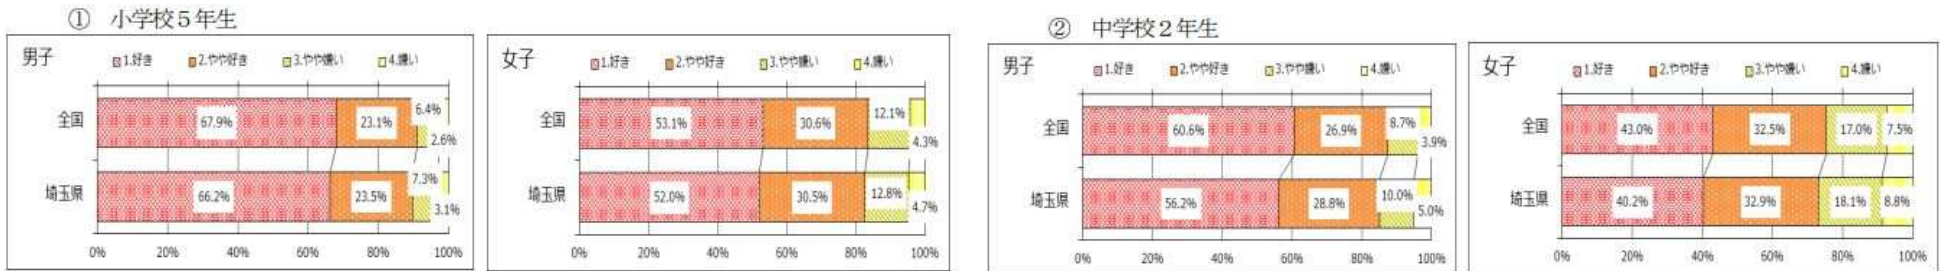 ① 小学校５年生
男子
1.好き 2.やや好き 3.やや嫌い 4.嫌い
全国 67.9% 23.1% 6.4% 2.6%
埼玉県 66.2% 23.5% 7.3% 3.1%
0% 20% 40% 60% 80% 100%
女子
1.好き 2.やや好き 3.やや嫌い 4.嫌い
全国 53.1% 30.6% 12.1% 4.3%
埼玉県 52.0% 30.5% 12.8% 4.7%
0% 20% 40% 60% 80% 100%
② 中学校２年生
男子
1.好き 2.やや好き 3.やや嫌い 4.嫌い
全国 60.6% 26.9% 8.7% 3.9%
埼玉県 56.2% 28.8% 10.0% 5.0%
0% 20% 40% 60% 80% 100%
女子
1.好き 2.やや好き 3.やや嫌い 4.嫌い
全国 43.0% 32.5% 17.0% 7.5%
埼玉県 40.2% 32.9% 18.1% 8.8%
0% 20% 40% 60% 80% 100%